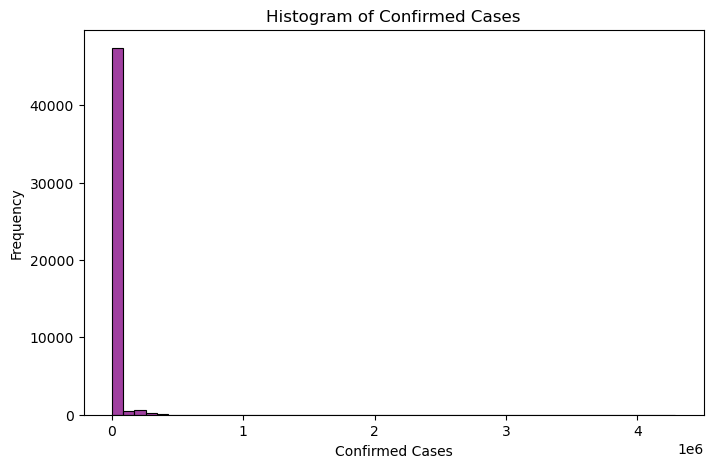 Histogram of Confirmed Cases
Frequency
40000
30000
20000
10000
0
0 1 2 3 4
1e6
Confirmed Cases